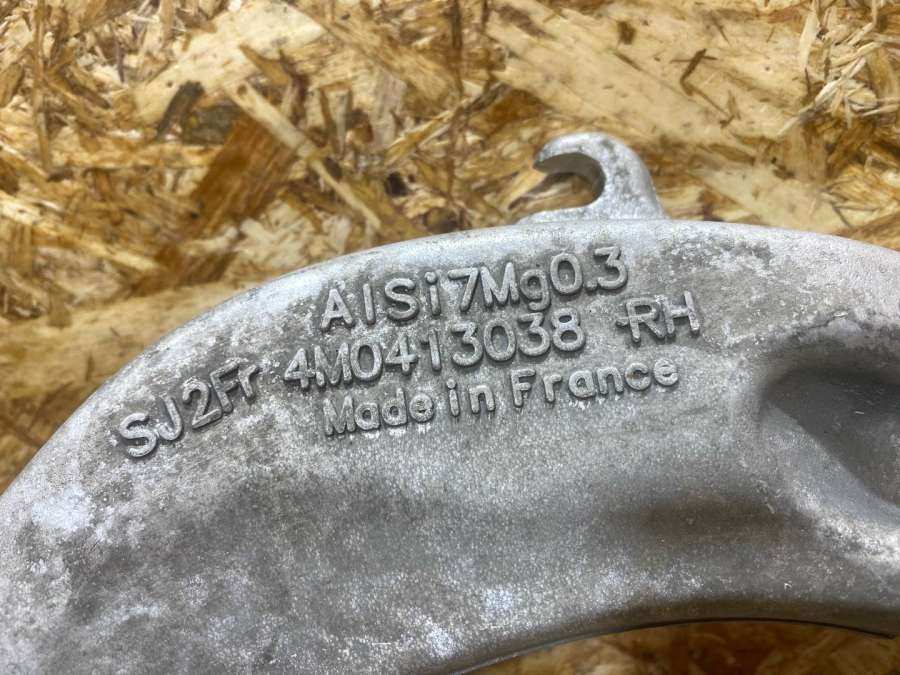 AlSi7Mg0.3
SJ2Fr 4M0413038 RH
Made in France